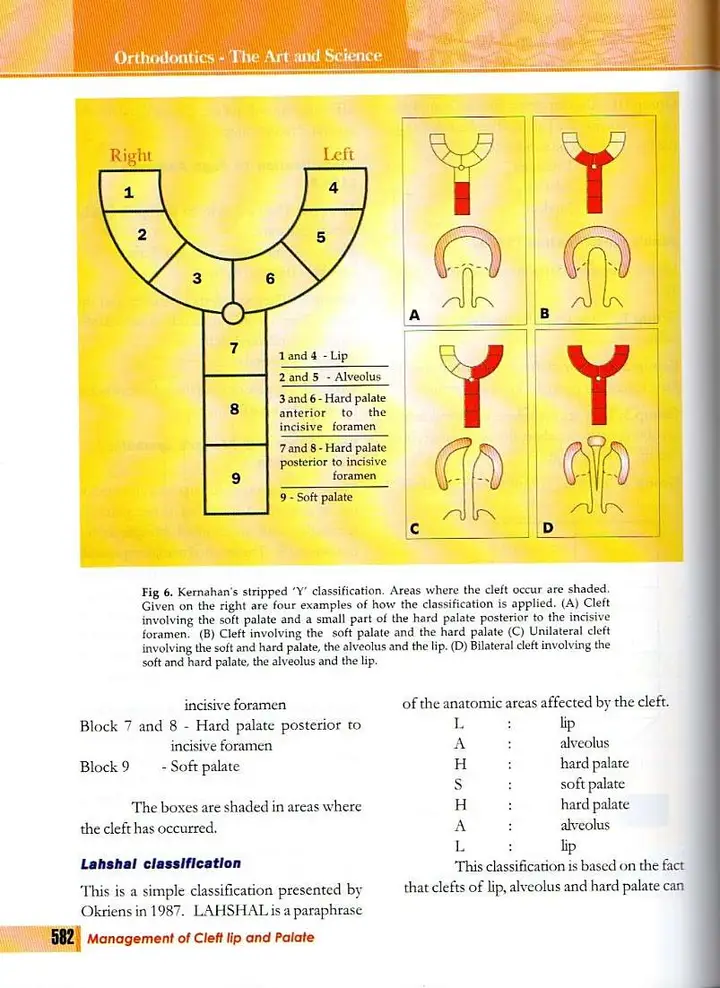 Orthodontics - The Art and Science
Right
Left
1
2
3
4
5
6
7
8
9
1 and 4 - Lip
2 and 5 - Alveolus
3 and 6 - Hard palate
anterior to the
incisive foramen
7 and 8 - Hard palate
posterior to incisive
foramen
9 - Soft palate
A
B
C
D
Fig 6. Kernahan's stripped 'Y' classification. Areas where the cleft occur are shaded.
Given on the right are four examples of how the classification is applied. (A) Cleft
involving the soft palate and a small part of the hard palate posterior to the incisive
foramen. (B) Cleft involving the soft palate and the hard palate (C) Unilateral cleft
involving the soft and hard palate, the alveolus and the lip. (D) Bilateral cleft involving the
soft and hard palate, the alveolus and the lip.
incisive foramen
Block 7 and 8 - Hard palate posterior to
incisive foramen
Block 9 - Soft palate
The boxes are shaded in areas where
the cleft has occurred.
Lahshal classification
This is a simple classification presented by
Okriens in 1987. LAHSHAL is a paraphrase
of the anatomic areas affected by the cleft.
L : lip
A : alveolus
H : hard palate
S : soft palate
H : hard palate
A : alveolus
L : lip
This classification is based on the fact
that clefts of lip, alveolus and hard palate can
582 Management of Cleft lip and Palate